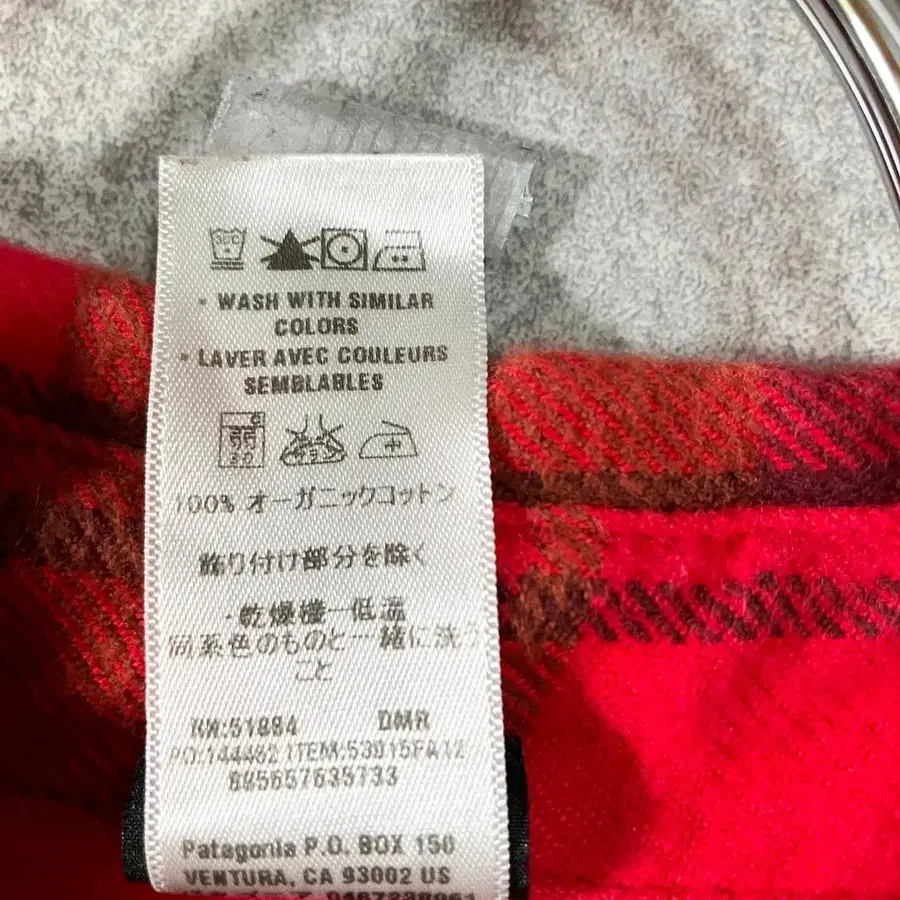 30°C
· WASH WITH SIMILAR
COLORS
· LAVER AVEC COULEURS
SEMBLABLES
100% オーガニックコットン
飾り付け部分を除く
·乾燥機一低温
同系色のものと一緒に洗う
こと
RN:51884 DMR
PO:144462 ITEM:53915FA12
Patagonia P.O. BOX 150
VENTURA, CA 93002 US